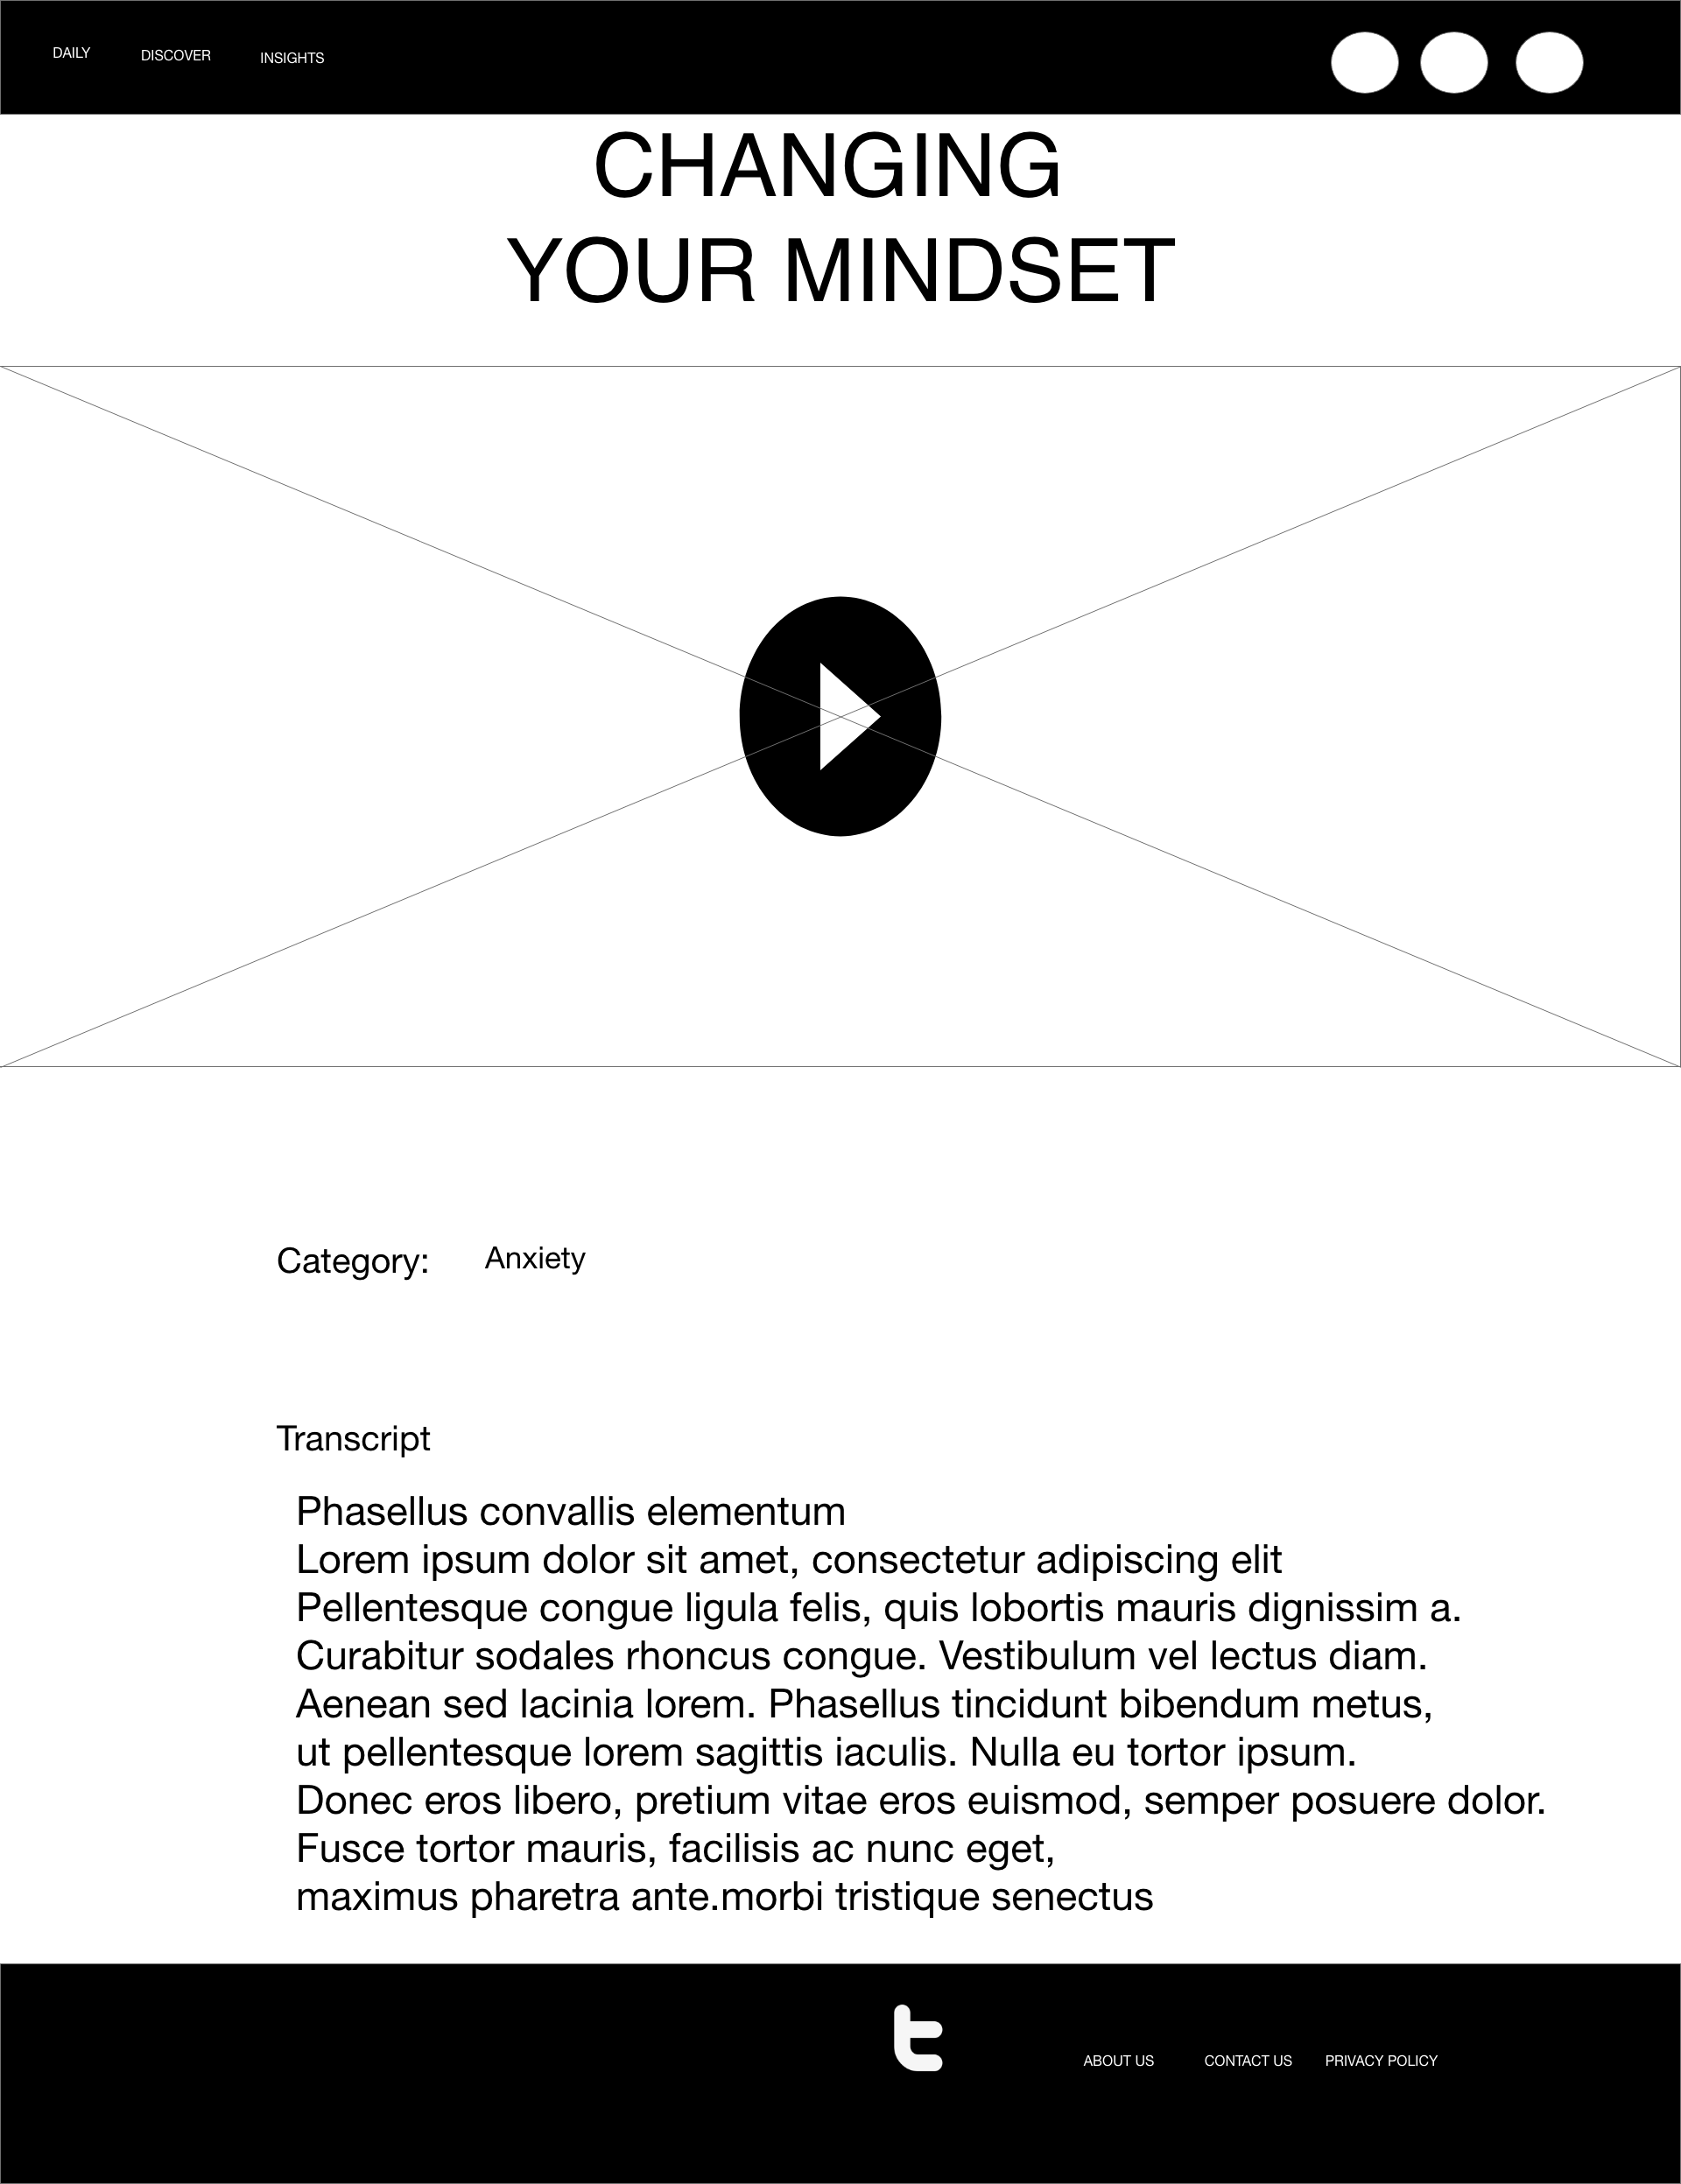 DAILY DISCOVER INSIGHTS
CHANGING
YOUR MINDSET
Category: Anxiety
Transcript
Phasellus convallis elementum
Lorem ipsum dolor sit amet, consectetur adipiscing elit
Pellentesque congue ligula felis, quis lobortis mauris dignissim a.
Curabitur sodales rhoncus congue. Vestibulum vel lectus diam.
Aenean sed lacinia lorem. Phasellus tincidunt bibendum metus,
ut pellentesque lorem sagittis iaculis. Nulla eu tortor ipsum.
Donec eros libero, pretium vitae eros euismod, semper posuere dolor.
Fusce tortor mauris, facilisis ac nunc eget,
maximus pharetra ante.morbi tristique senectus
t
ABOUT US CONTACT US PRIVACY POLICY